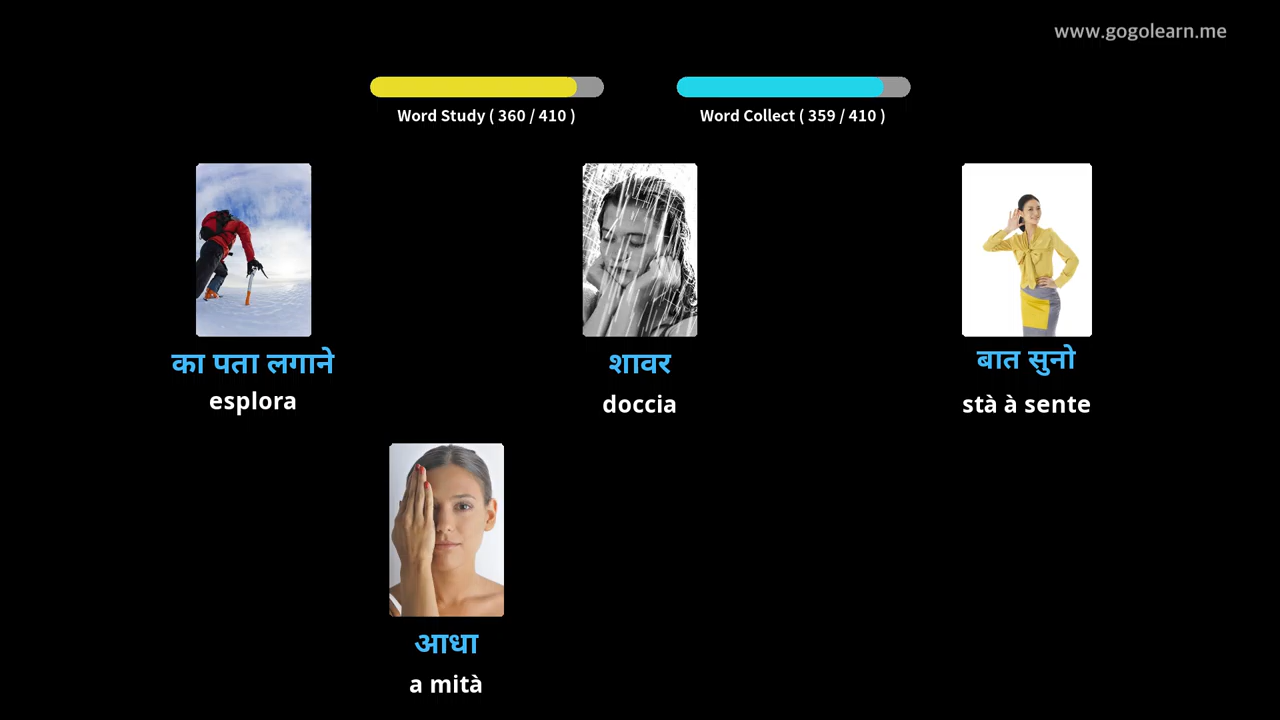 www.gogolearn.me
Word Study ( 360 / 410 )
Word Collect ( 359 / 410 )
का पता लगाने
esplora
शावर
doccia
बात सुनो
stà à sente
आधा
a mità